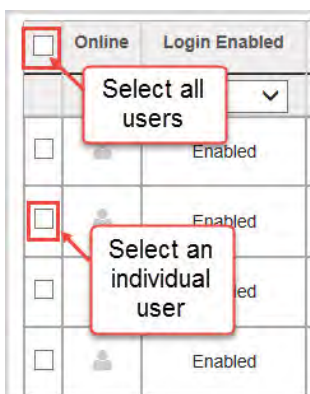 Online Login Enabled
Select all
users
Enabled
Enabled
Select an
individual
user
Enabled